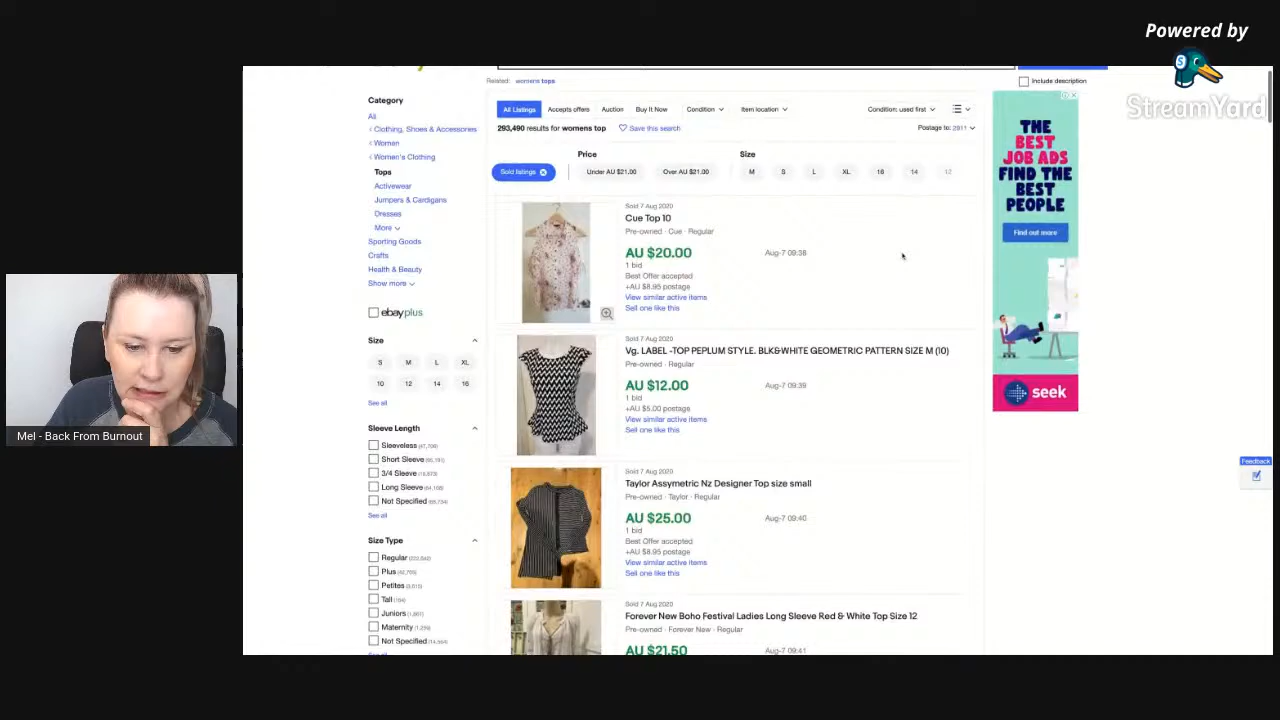 Powered by
StreamYard
Related: womens tops
Include description
Category
All
Clothing, Shoes & Accessories
Women
Women's Clothing
Tops
Activewear
Jumpers & Cardigans
Dresses
More
Sporting Goods
Crafts
Health & Beauty
Show more
ebayplus
Size
S M L XL
10 12 14 16
See all
Sleeve Length
Sleeveless
Short Sleeve
3/4 Sleeve
Long Sleeve
Not Specified
See all
Size Type
Regular
Plus
Petites
Tall
Juniors
Maternity
Not Specified
All Listings Accepts offers Auction Buy It Now Condition Item location Condition: used first
293,490 results for womens top Save this search Postage to: 2911
Price Size
Sold listings Under AU $21.00 Over AU $21.00 M S L XL 16 14 12
Sold 7 Aug 2020
Cue Top 10
Pre-owned · Cue · Regular
AU $20.00 Aug-7 09:38
1 bid
Best Offer accepted
+AU $8.95 postage
View similar active items
Sell one like this
Sold 7 Aug 2020
Vg. LABEL -TOP PEPLUM STYLE. BLK&WHITE GEOMETRIC PATTERN SIZE M (10)
Pre-owned · Regular
AU $12.00 Aug-7 09:39
1 bid
+AU $5.00 postage
View similar active items
Sell one like this
Sold 7 Aug 2020
Taylor Assymetric Nz Designer Top size small
Pre-owned · Taylor · Regular
AU $25.00 Aug-7 09:40
1 bid
Best Offer accepted
+AU $8.95 postage
View similar active items
Sell one like this
Sold 7 Aug 2020
Forever New Boho Festival Ladies Long Sleeve Red & White Top Size 12
Pre-owned · Forever New · Regular
AU $21.50 Aug-7 09:41
THE
BEST
JOB ADS
FIND THE
BEST
PEOPLE
Find out more
seek
Feedback
Mel - Back From Burnout